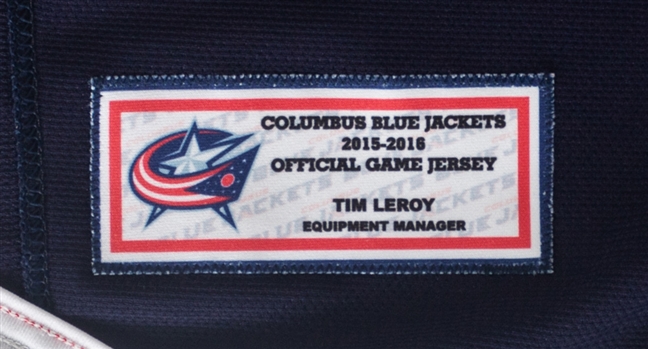 COLUMBUS BLUE JACKETS
2015-2016
OFFICIAL GAME JERSEY
TIM LEROY
EQUIPMENT MANAGER